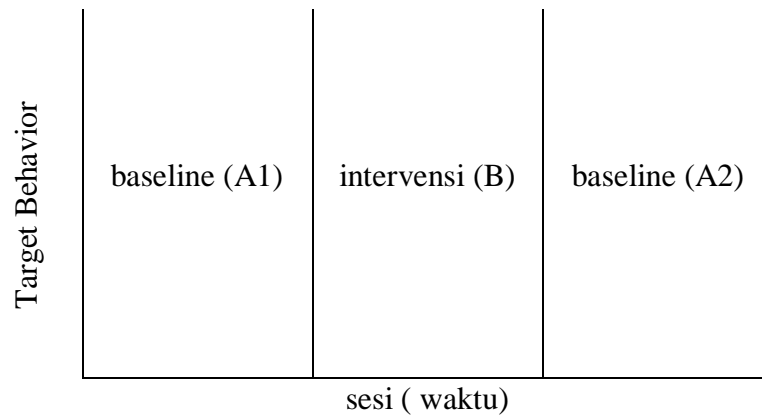 Target Behavior
baseline (A1)
intervensi (B)
baseline (A2)
sesi ( waktu)